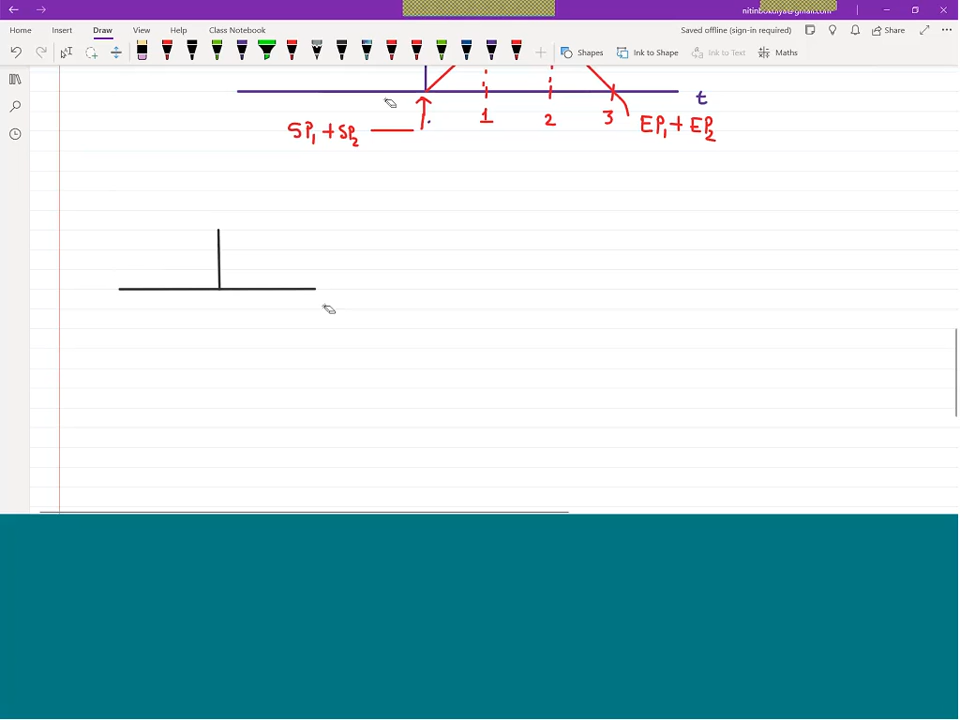 Home Insert Draw View Help Class Notebook
Saved offline (sign-in required) Share
Shapes Ink to Shape Ink to Text Maths
t
1 2 3
SP₁ + SP₂
EP₁ + EP₂